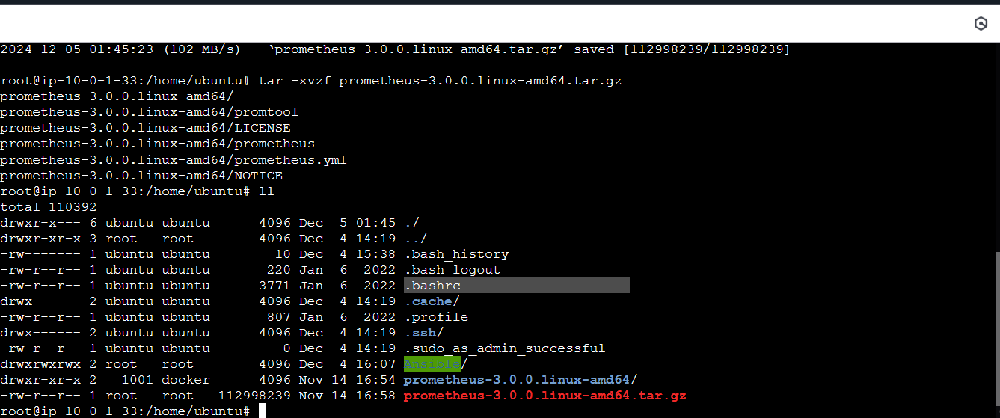 2024-12-05 01:45:23 (102 MB/s) - ‘prometheus-3.0.0.linux-amd64.tar.gz’ saved [112998239/112998239]
root@ip-10-0-1-33:/home/ubuntu# tar -xvzf prometheus-3.0.0.linux-amd64.tar.gz
prometheus-3.0.0.linux-amd64/
prometheus-3.0.0.linux-amd64/promtool
prometheus-3.0.0.linux-amd64/LICENSE
prometheus-3.0.0.linux-amd64/prometheus
prometheus-3.0.0.linux-amd64/prometheus.yml
prometheus-3.0.0.linux-amd64/NOTICE
root@ip-10-0-1-33:/home/ubuntu# ll
total 110392
drwxr-x--- 6 ubuntu ubuntu      4096 Dec  5 01:45 ./
drwxr-xr-x 3 root   root        4096 Dec  4 14:19 ../
-rw------- 1 ubuntu ubuntu        10 Dec  4 15:38 .bash_history
-rw-r--r-- 1 ubuntu ubuntu       220 Jan  6  2022 .bash_logout
-rw-r--r-- 1 ubuntu ubuntu      3771 Jan  6  2022 .bashrc
drwx------ 2 ubuntu ubuntu      4096 Dec  4 14:19 .cache/
-rw-r--r-- 1 ubuntu ubuntu       807 Jan  6  2022 .profile
drwx------ 2 ubuntu ubuntu      4096 Dec  4 14:19 .ssh/
-rw-r--r-- 1 ubuntu ubuntu         0 Dec  4 14:19 .sudo_as_admin_successful
drwxrwxrwx 2 root   root        4096 Dec  4 16:07 Ansible/
drwxr-xr-x 2   1001 docker      4096 Nov 14 16:54 prometheus-3.0.0.linux-amd64/
-rw-r--r-- 1 root   root   112998239 Nov 14 16:58 prometheus-3.0.0.linux-amd64.tar.gz
root@ip-10-0-1-33:/home/ubuntu#